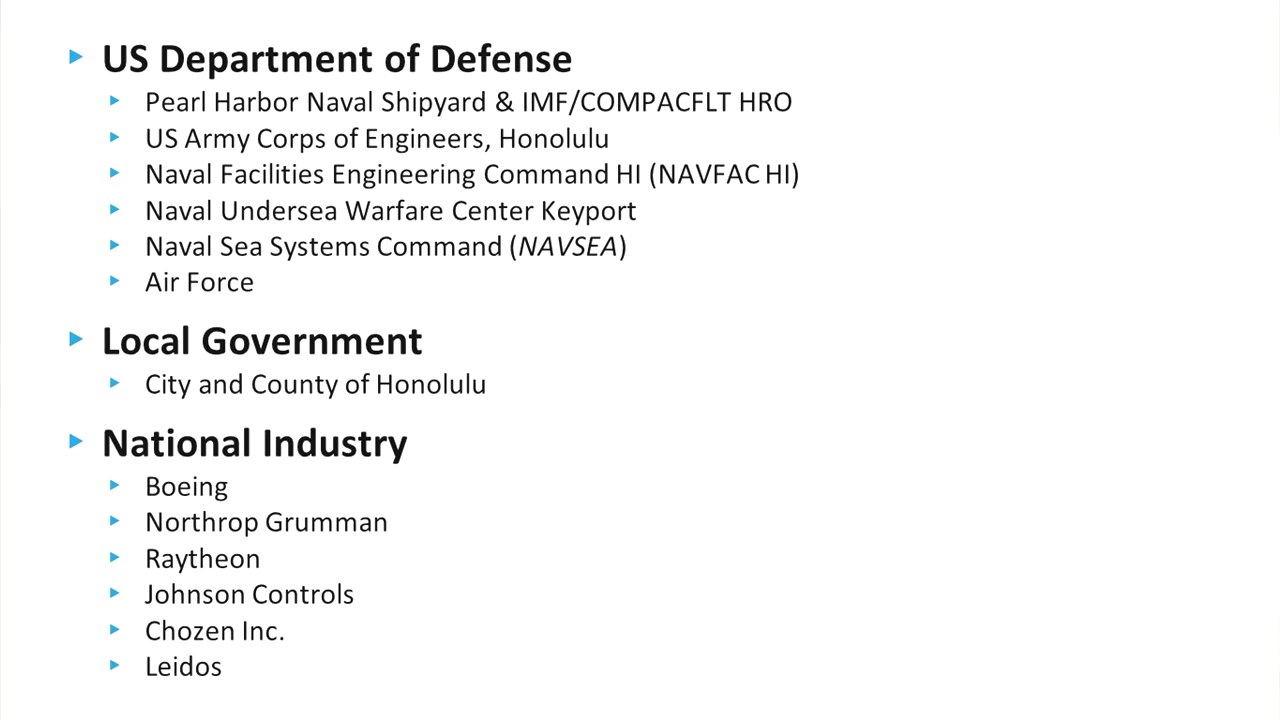 US Department of Defense
Pearl Harbor Naval Shipyard & IMF/COMPACFLT HRO
US Army Corps of Engineers, Honolulu
Naval Facilities Engineering Command HI (NAVFAC HI)
Naval Undersea Warfare Center Keyport
Naval Sea Systems Command (NAVSEA)
Air Force
Local Government
City and County of Honolulu
National Industry
Boeing
Northrop Grumman
Raytheon
Johnson Controls
Chozen Inc.
Leidos